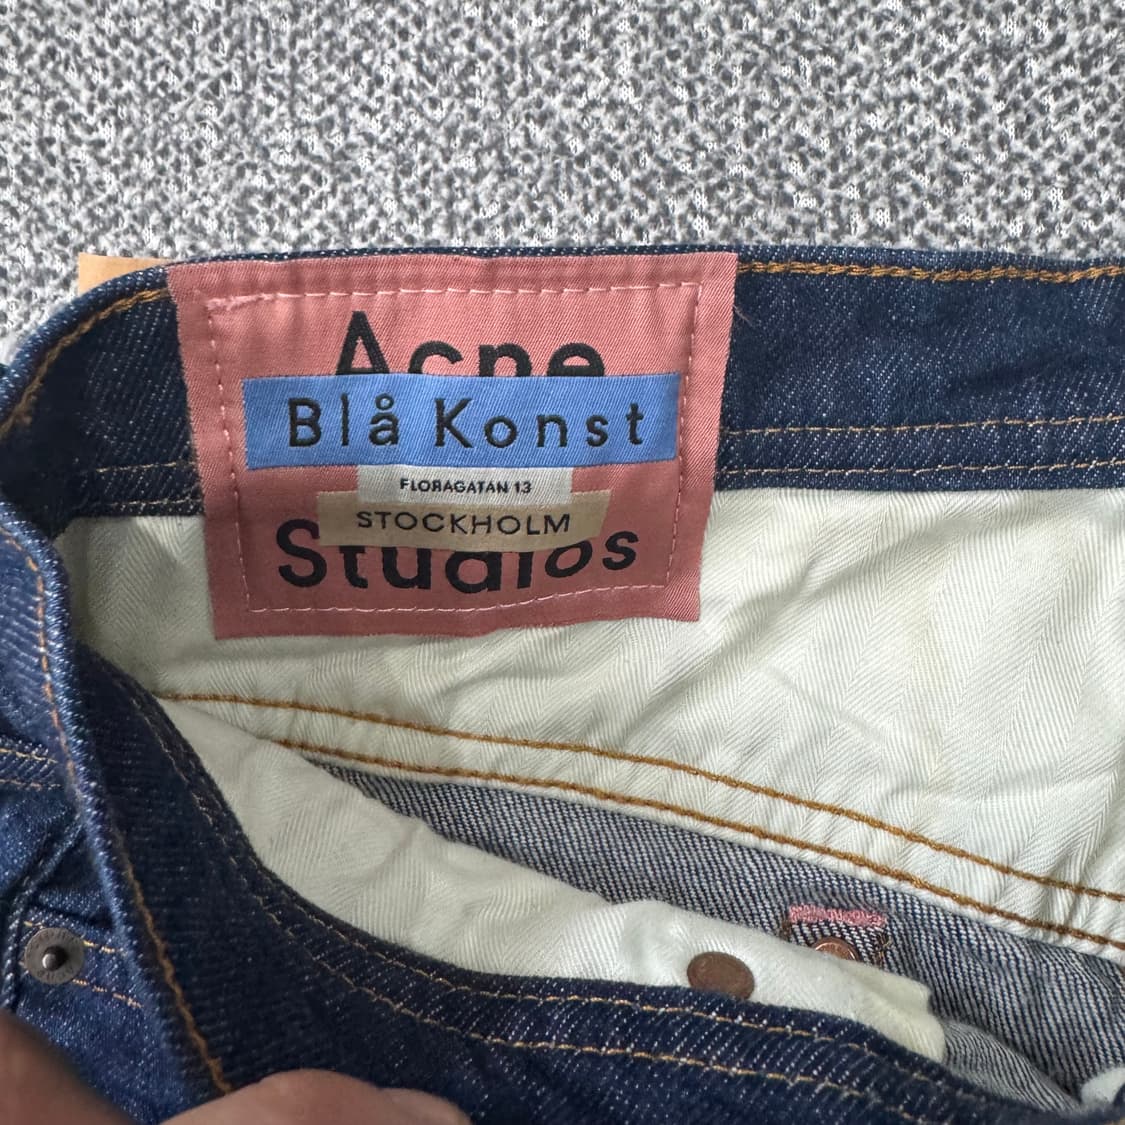 Acne
Blå Konst
FLORAGATAN 13
STOCKHOLM
Studios